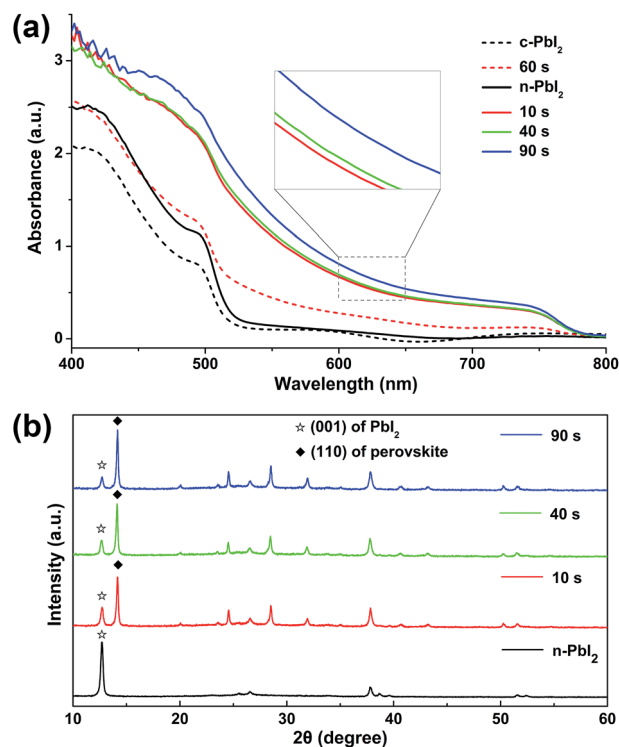 (a)
c-PbI₂
60 s
n-PbI₂
10 s
40 s
90 s
Absorbance (a.u.)
3
2
1
0
400 500 600 700 800
Wavelength (nm)
(b)
☆ (001) of PbI₂
◆ (110) of perovskite
90 s
40 s
10 s
n-PbI₂
Intensity (a.u.)
10 20 30 40 50 60
2θ (degree)